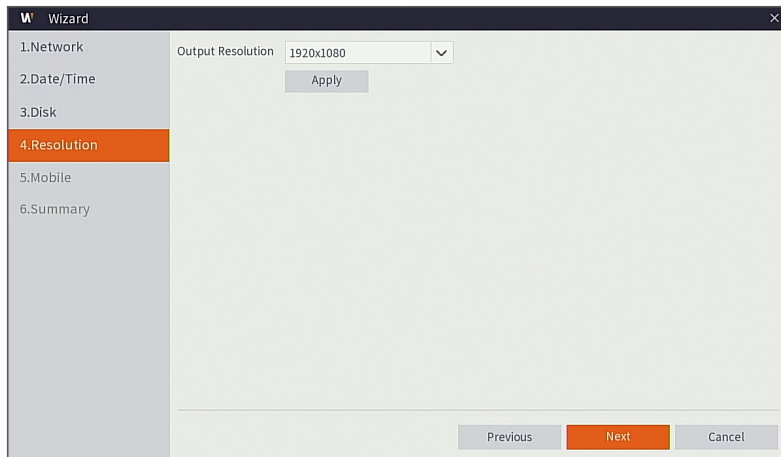 W Wizard
1.Network
2.Date/Time
3.Disk
4.Resolution
5.Mobile
6.Summary
Output Resolution 1920x1080
Apply
Previous Next Cancel